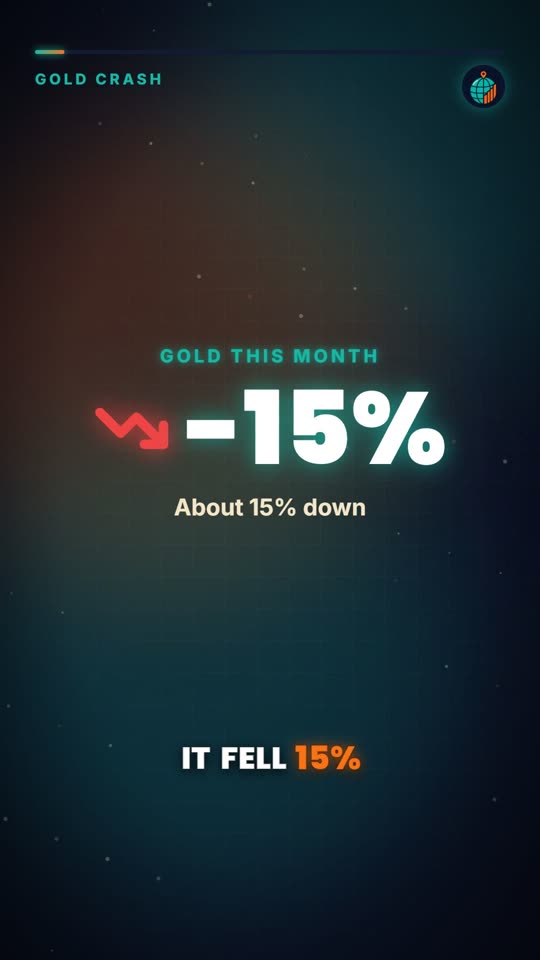 GOLD CRASH
GOLD THIS MONTH
-15%
About 15% down
IT FELL 15%